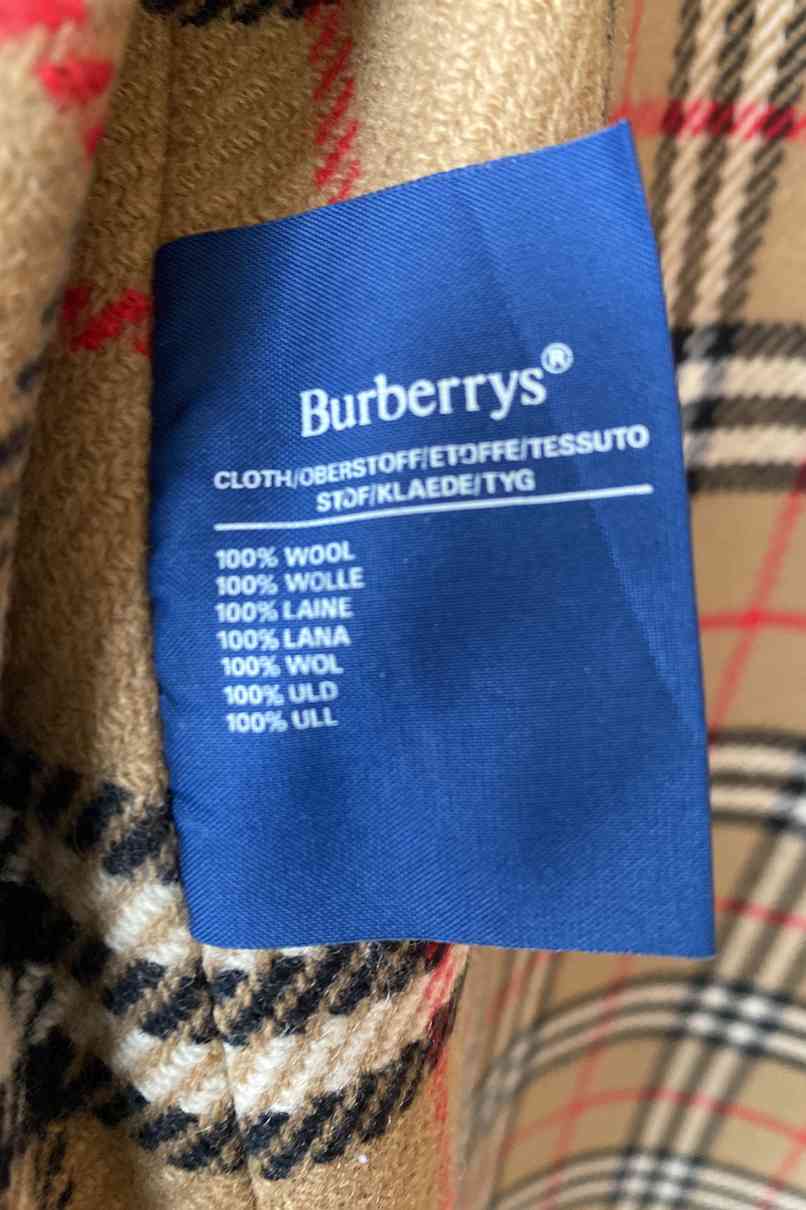 Burberrys®
CLOTH/OBERSTOFF/ETOFFE/TESSUTO
STOF/KLAEDE/TYG
100% WOOL
100% WOLLE
100% LAINE
100% LANA
100% WOL
100% ULD
100% ULL